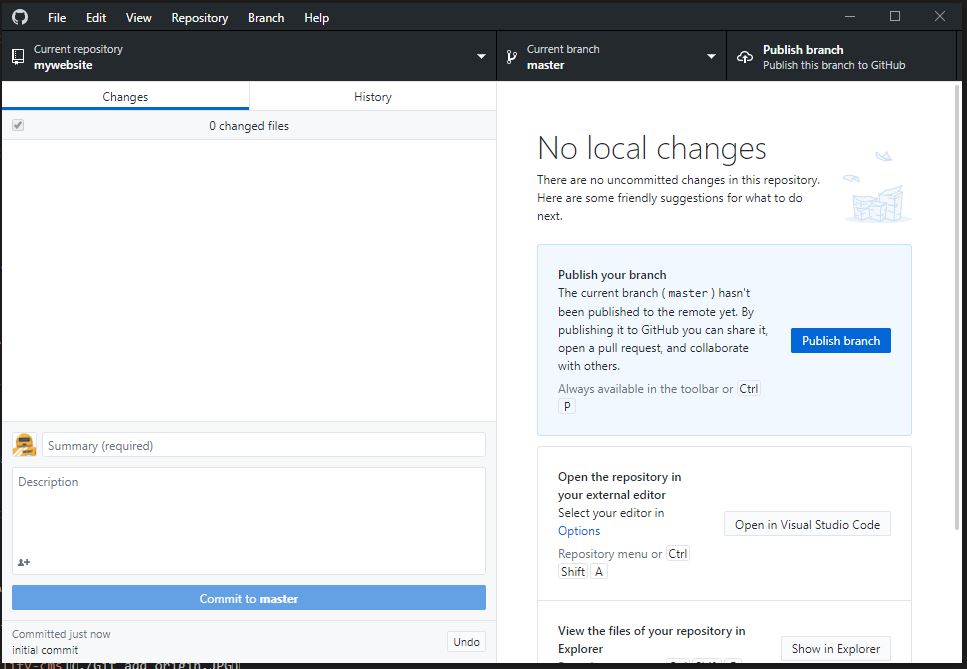 File Edit View Repository Branch Help
Current repository
mywebsite
Current branch
master
Publish branch
Publish this branch to GitHub
Changes History
0 changed files
No local changes
There are no uncommitted changes in this repository.
Here are some friendly suggestions for what to do
next.
Publish your branch
The current branch ( master ) hasn't
been published to the remote yet. By
publishing it to GitHub you can share it,
open a pull request, and collaborate
with others.
Always available in the toolbar or Ctrl
P
Publish branch
Summary (required)
Description
Commit to master
Committed just now
initial commit
Undo
Open the repository in
your external editor
Select your editor in
Options
Repository menu or Ctrl
Shift A
Open in Visual Studio Code
View the files of your repository in
Explorer
Show in Explorer